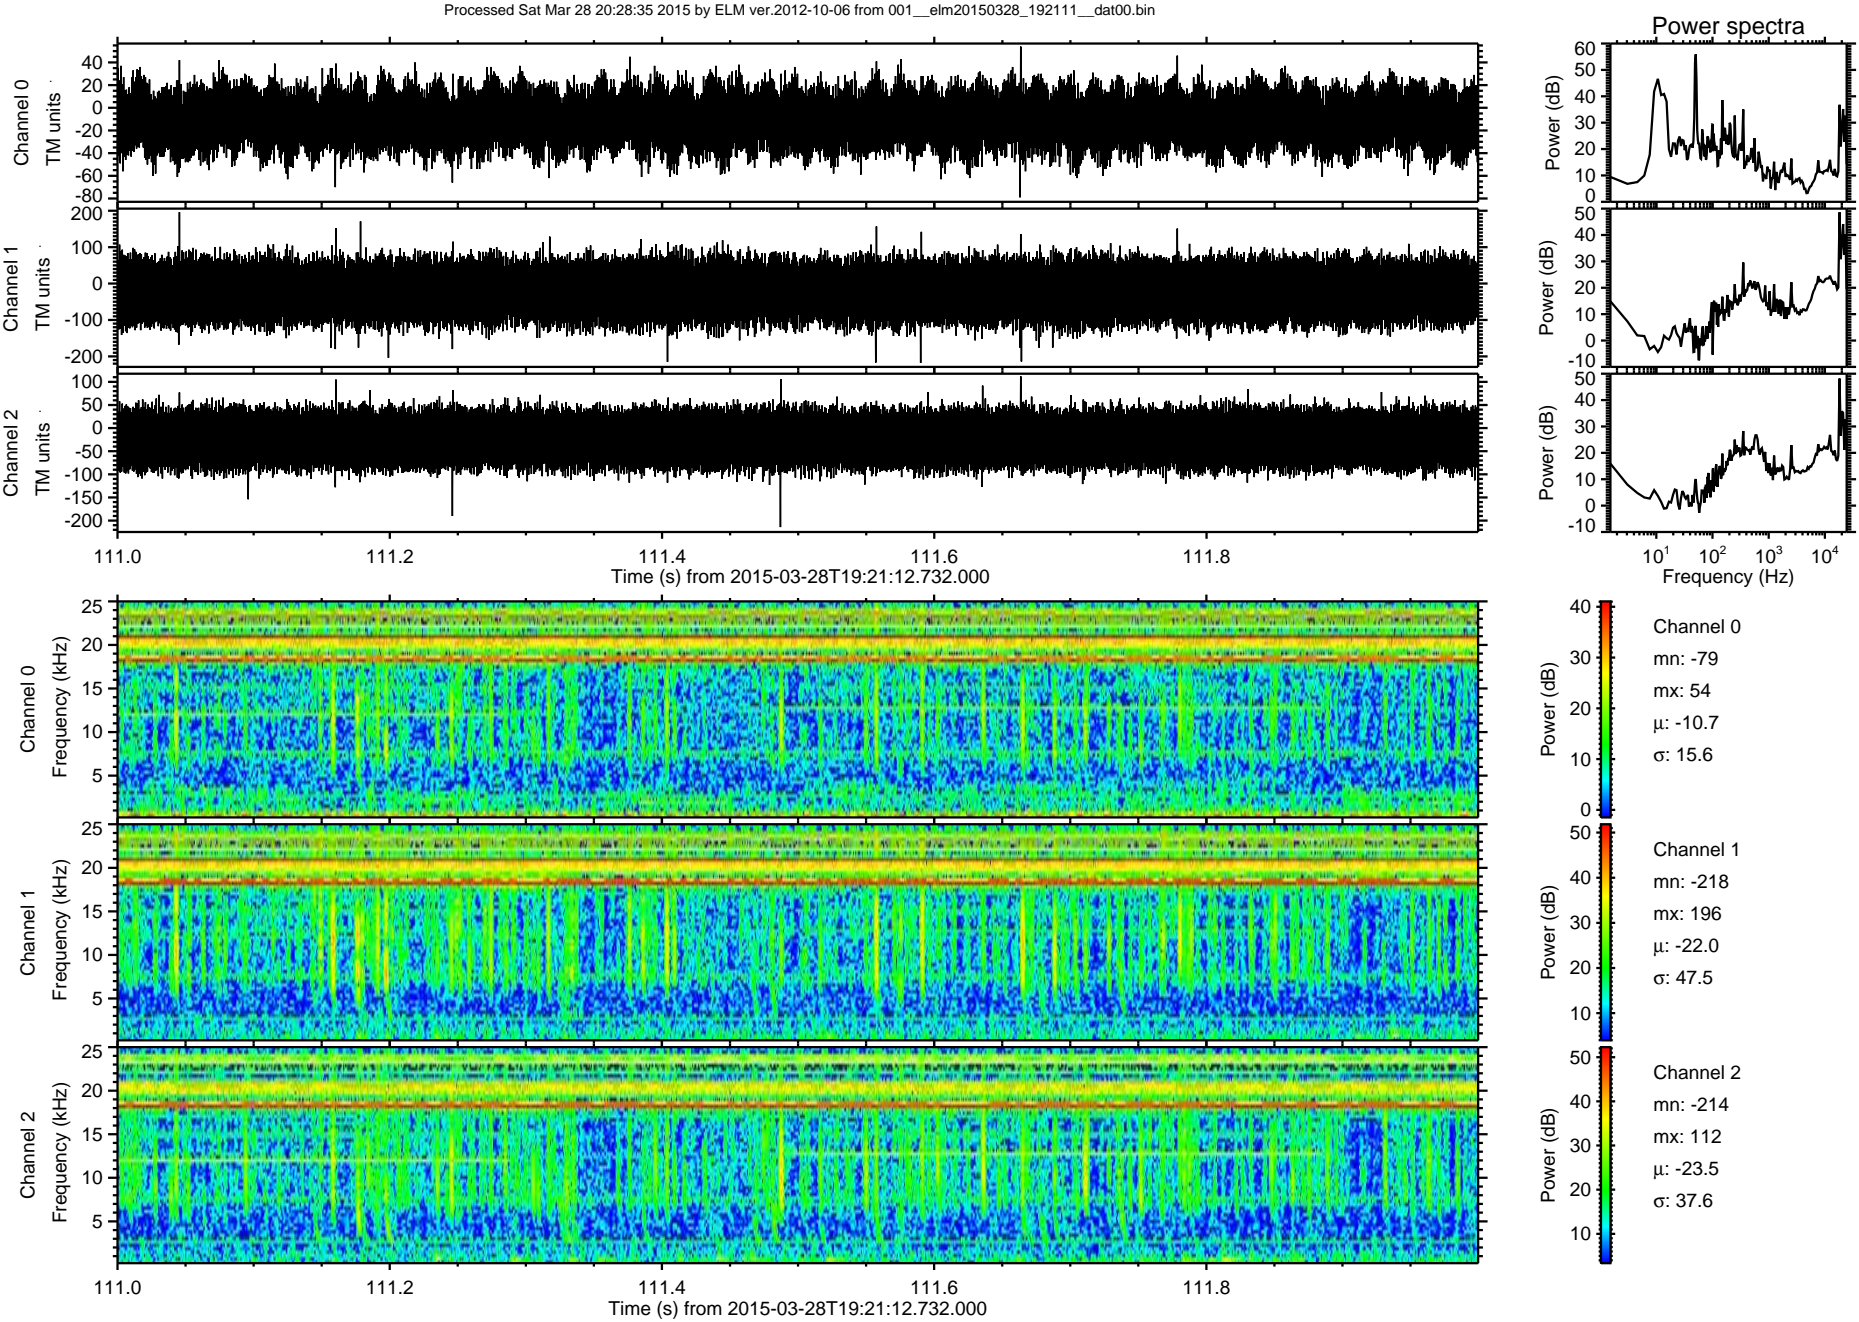 Processed Sat Mar 28 20:28:35 2015 by ELM ver.2012-10-06 from 001__elm20150328_192111__dat00.bin
Power spectra
Channel 0
TM units
40
20
0
-20
-40
-60
-80
Power (dB)
60
50
40
30
20
10
0
Channel 1
TM units
200
100
0
-100
-200
Power (dB)
50
40
30
20
10
0
-10
Channel 2
TM units
100
50
0
-50
-100
-150
-200
Power (dB)
50
40
30
20
10
0
-10
111.0 111.2 111.4 111.6 111.8
Time (s) from 2015-03-28T19:21:12.732.000
10¹ 10² 10³ 10⁴
Frequency (Hz)
Channel 0
Frequency (kHz)
25
20
15
10
5
Power (dB)
40
30
20
10
0
Channel 0
mn: -79
mx: 54
μ: -10.7
σ: 15.6
Channel 1
Frequency (kHz)
25
20
15
10
5
Power (dB)
50
40
30
20
10
Channel 1
mn: -218
mx: 196
μ: -22.0
σ: 47.5
Channel 2
Frequency (kHz)
25
20
15
10
5
Power (dB)
50
40
30
20
10
Channel 2
mn: -214
mx: 112
μ: -23.5
σ: 37.6
111.0 111.2 111.4 111.6 111.8
Time (s) from 2015-03-28T19:21:12.732.000